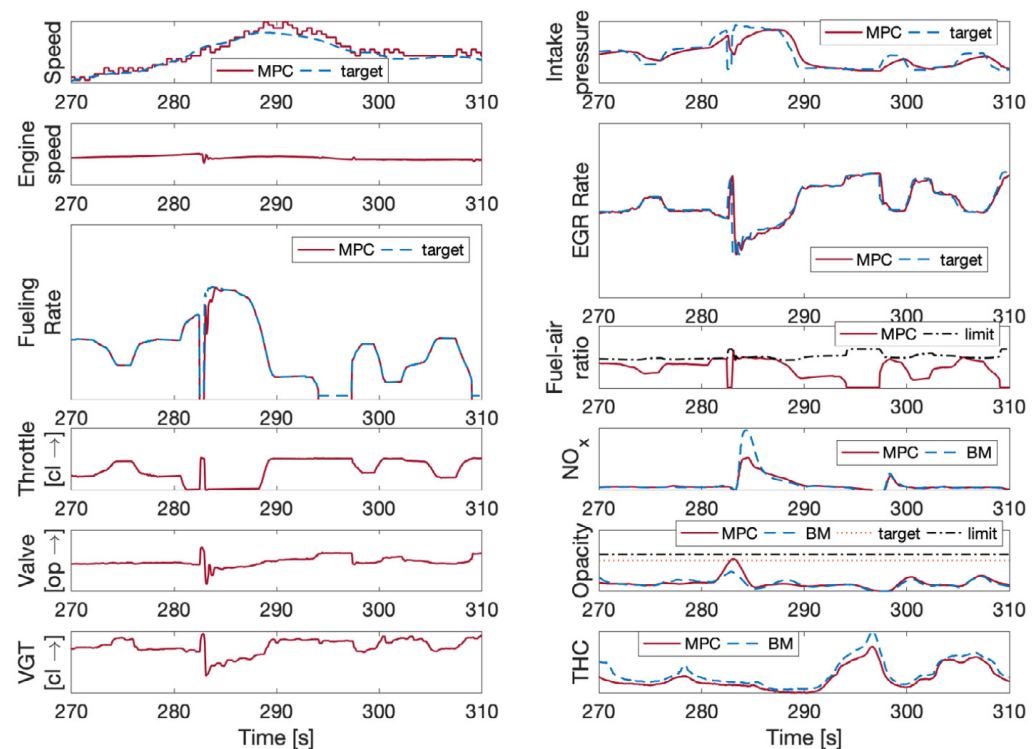 Speed
MPC target
270 280 290 300 310
Engine
speed
270 280 290 300 310
Fueling
Rate
MPC target
270 280 290 300 310
Throttle
[cl →]
270 280 290 300 310
Valve
[op →]
270 280 290 300 310
VGT
[cl →]
270 280 290 300 310
Time [s]
Intake
pressure
MPC target
270 280 290 300 310
EGR Rate
MPC target
270 280 290 300 310
Fuel-air
ratio
MPC limit
270 280 290 300 310
NOx
MPC BM
270 280 290 300 310
Opacity
MPC BM target limit
270 280 290 300 310
THC
MPC BM
270 280 290 300 310
Time [s]